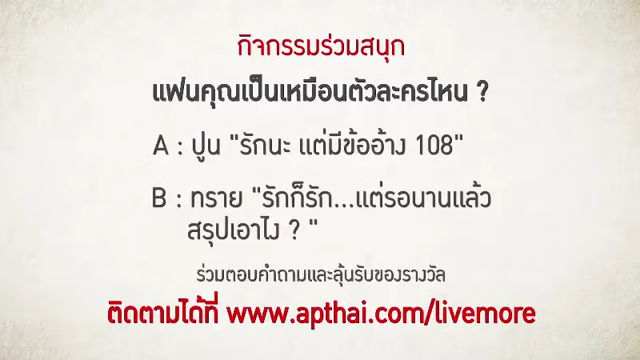 กิจกรรมร่วมสนุก
แฟนคุณเป็นเหมือนตัวละครไหน ?
A : ปูน "รักนะ แต่มีข้ออ้าง 108"
B : ทราย "รักก็รัก...แต่รอนานแล้ว
สรุปเอาไง ? "
ร่วมตอบคำถามและลุ้นรับของรางวัล
ติดตามได้ที่ www.apthai.com/livemore